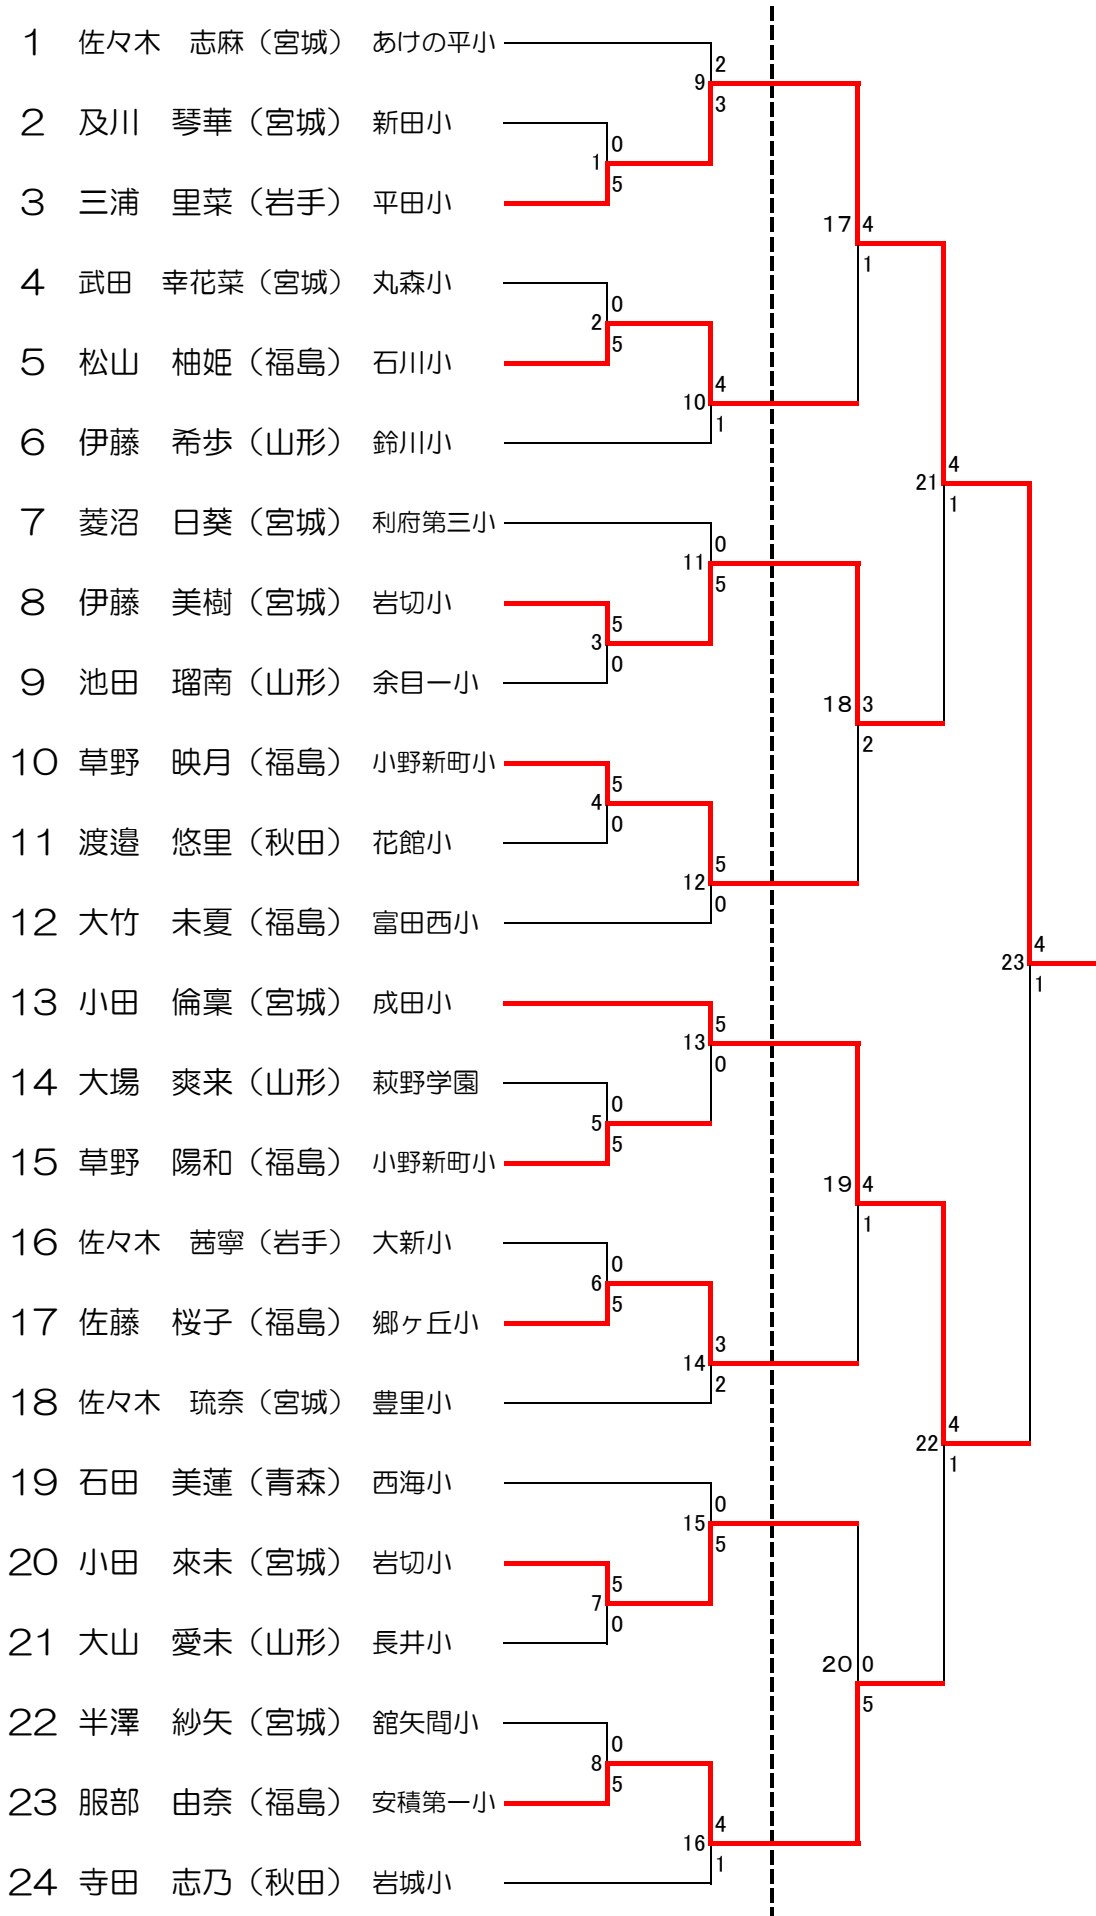 1 佐々木 志麻（宮城） あけの平小
2
9
3
2 及川 琴華（宮城） 新田小
0
1
5
3 三浦 里菜（岩手） 平田小
17 4
1
4 武田 幸花菜（宮城） 丸森小
0
2
5
5 松山 柚姫（福島） 石川小
4
10
1
6 伊藤 希歩（山形） 鈴川小
4
21
1
7 菱沼 日葵（宮城） 利府第三小
0
11
5
8 伊藤 美樹（宮城） 岩切小
5
3
0
9 池田 瑠南（山形） 余目一小
18 3
2
10 草野 映月（福島） 小野新町小
5
4
0
11 渡邉 悠里（秋田） 花館小
5
12
0
12 大竹 未夏（福島） 富田西小
4
23
1
13 小田 倫稟（宮城） 成田小
5
13
0
14 大場 爽来（山形） 萩野学園
0
5
5
15 草野 陽和（福島） 小野新町小
19 4
1
16 佐々木 茜寧（岩手） 大新小
0
6
5
17 佐藤 桜子（福島） 郷ヶ丘小
3
14
2
18 佐々木 琉奈（宮城） 豊里小
4
22
1
19 石田 美蓮（青森） 西海小
0
15
5
20 小田 來未（宮城） 岩切小
5
7
0
21 大山 愛未（山形） 長井小
20 0
5
22 半澤 紗矢（宮城） 舘矢間小
0
8
5
23 服部 由奈（福島） 安積第一小
4
16
1
24 寺田 志乃（秋田） 岩城小